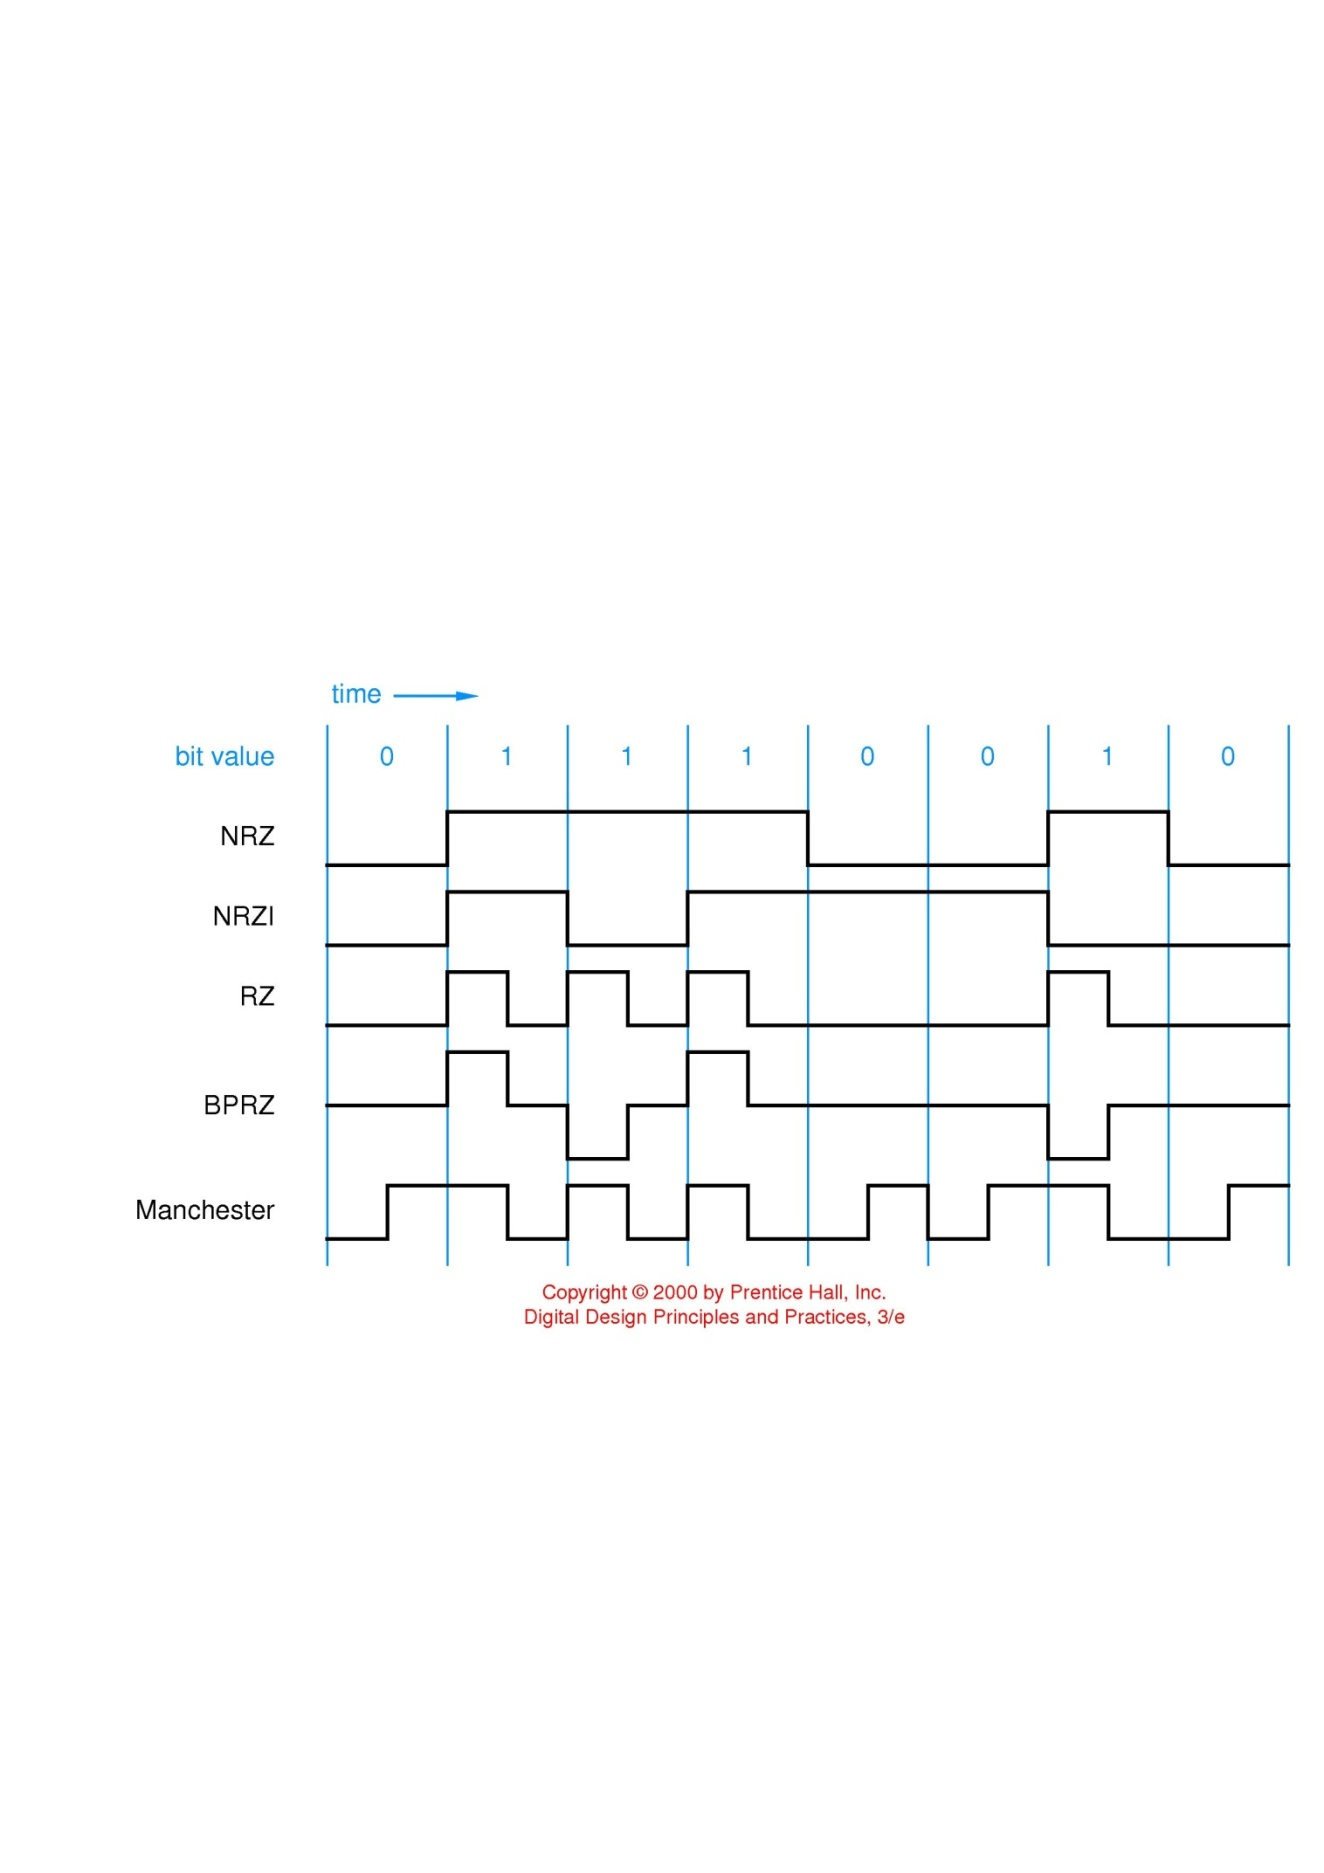 time
bit value 0 1 1 1 0 0 1 0
NRZ
NRZI
RZ
BPRZ
Manchester
Copyright © 2000 by Prentice Hall, Inc.
Digital Design Principles and Practices, 3/e